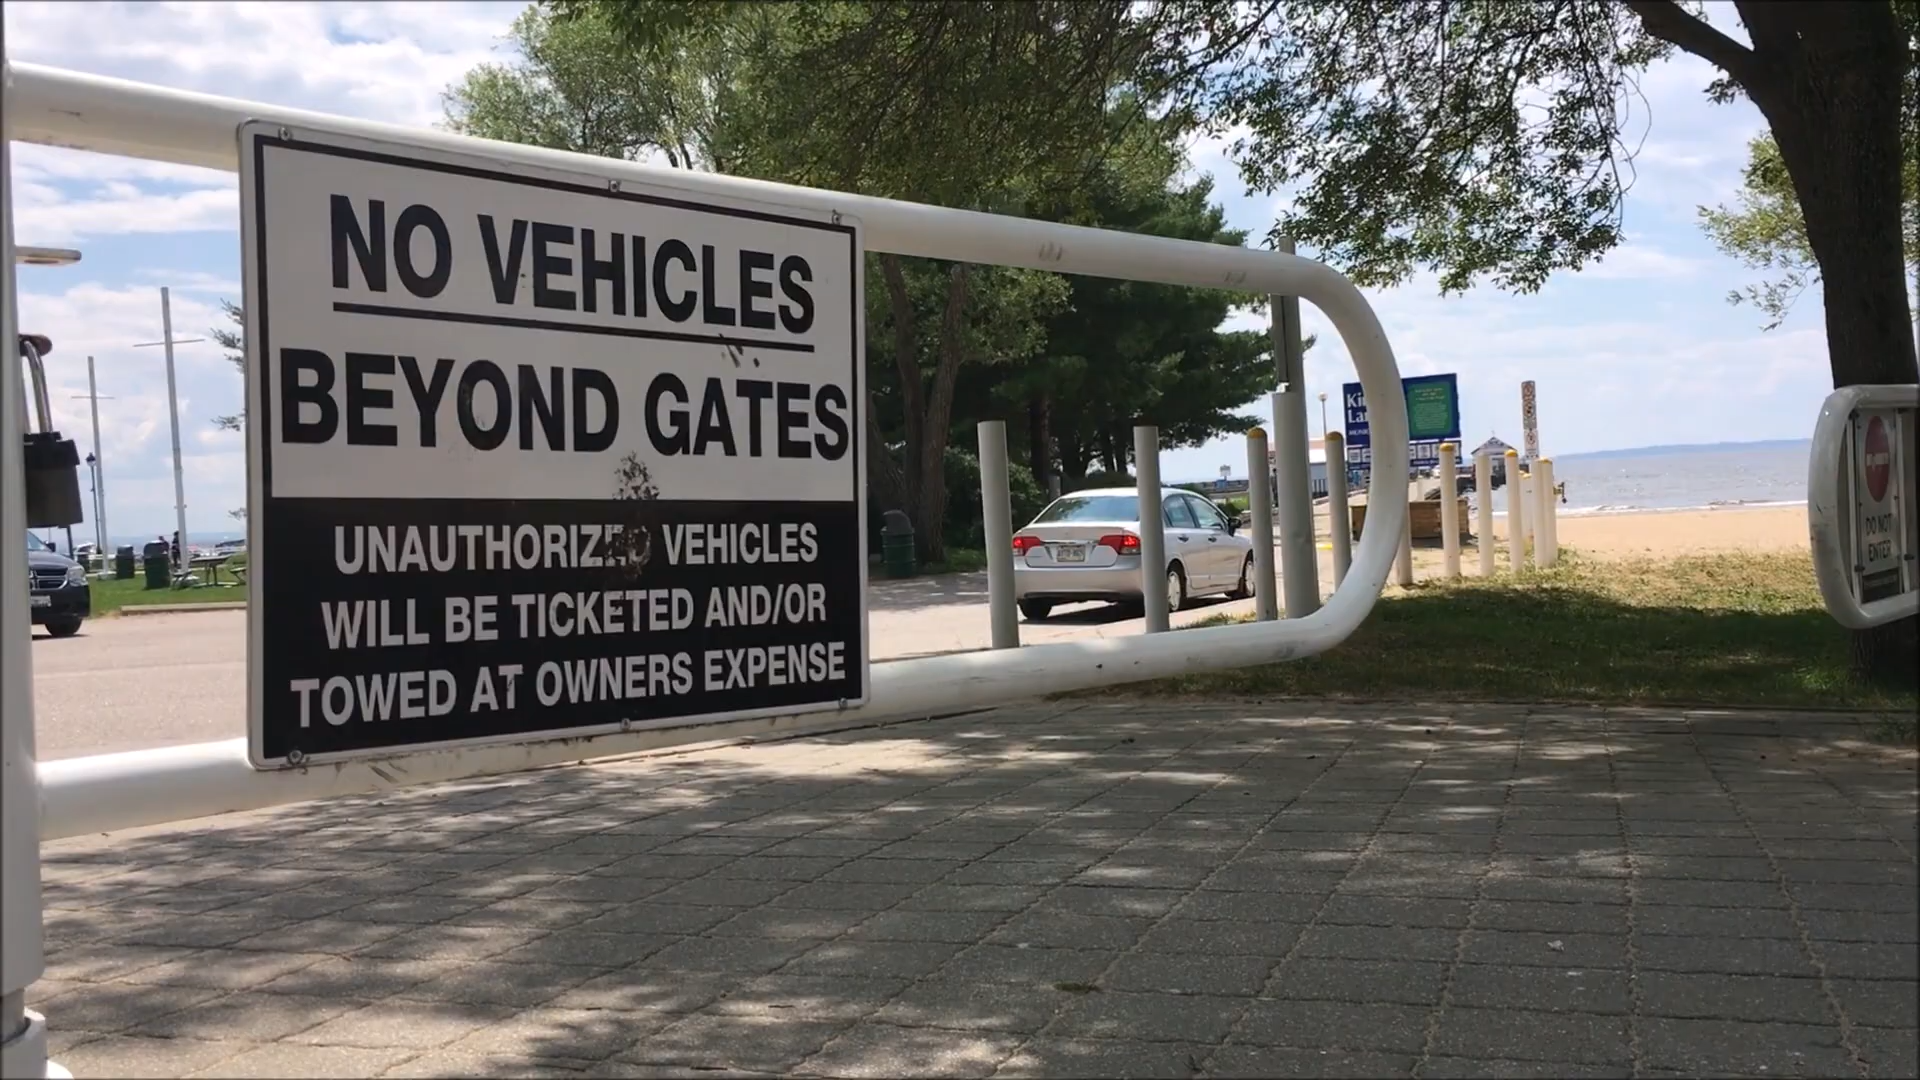 NO VEHICLES
BEYOND GATES
UNAUTHORIZED VEHICLES
WILL BE TICKETED AND/OR
TOWED AT OWNERS EXPENSE
DO NOT
ENTER